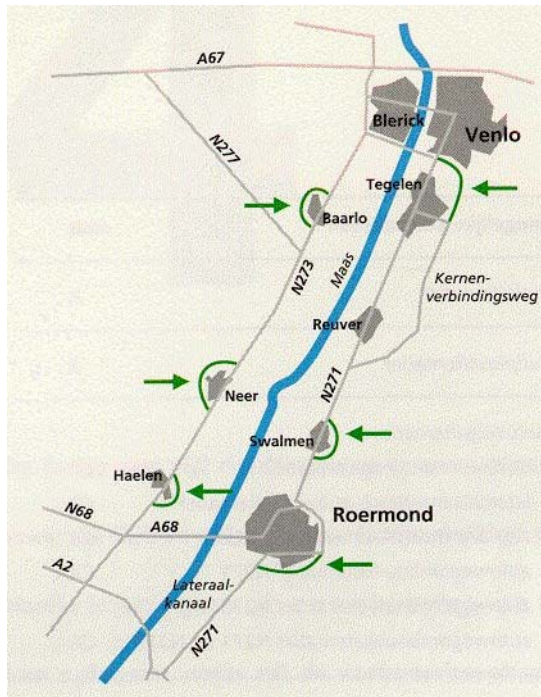 A67
Blerick
Venlo
N277
Tegelen
Baarlo
Maas
Kernen-
verbindingsweg
N273
Reuver
N271
Neer
Swalmen
Haelen
N68
A68
Roermond
A2
Lateraal-
kanaal
N271